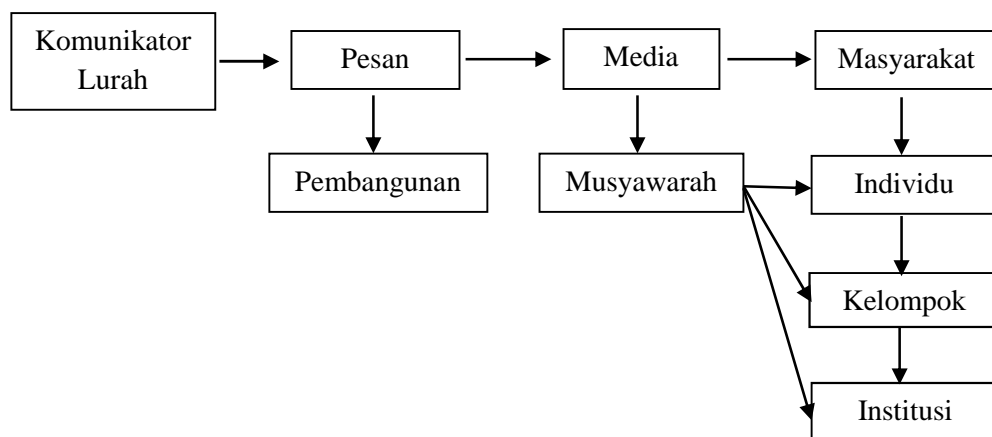 Komunikator
Lurah
Pesan
Media
Masyarakat
Pembangunan
Musyawarah
Individu
Kelompok
Institusi